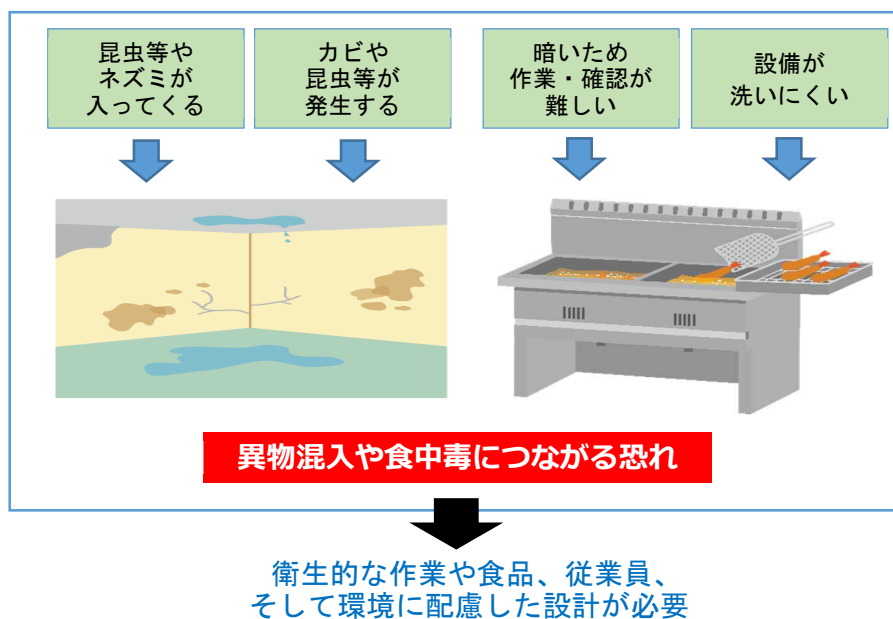 昆虫等や
ネズミが
入ってくる
カビや
昆虫等が
発生する
暗いため
作業・確認が
難しい
設備が
洗いにくい
異物混入や食中毒につながる恐れ
衛生的な作業や食品、従業員、
そして環境に配慮した設計が必要